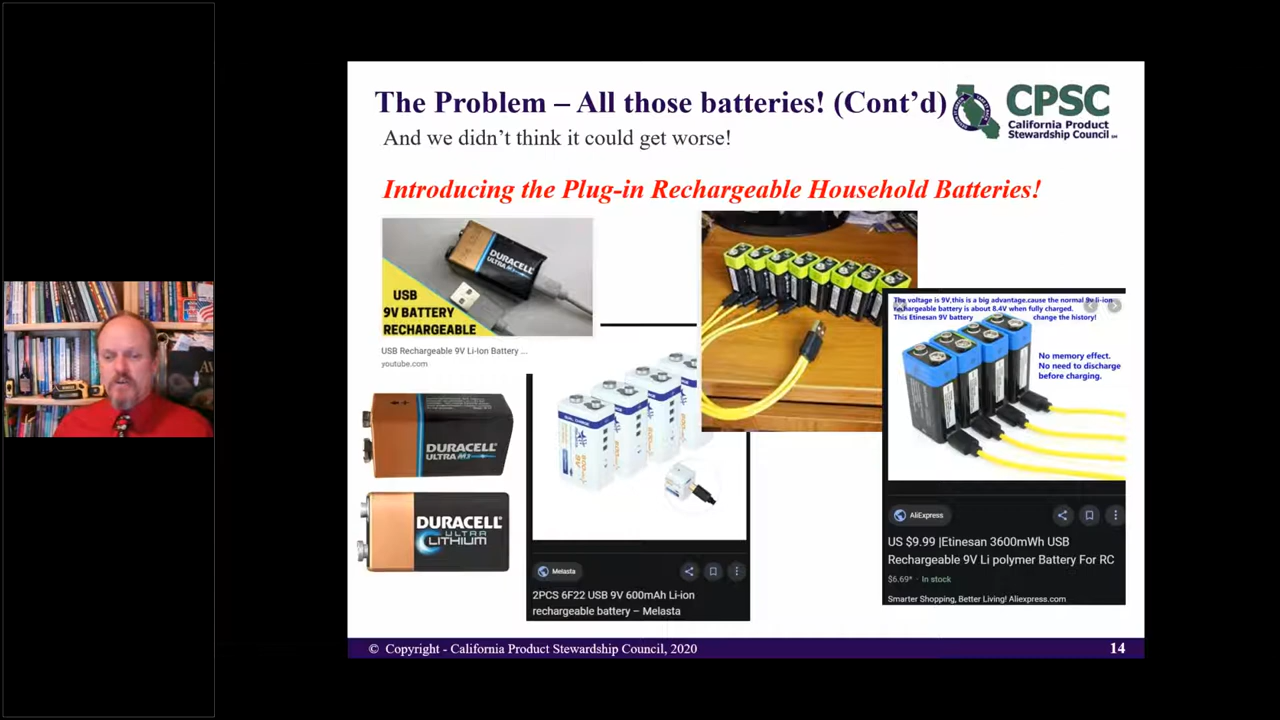 The Problem – All those batteries! (Cont’d)
CPSC
California Product
Stewardship Council
And we didn’t think it could get worse!
Introducing the Plug-in Rechargeable Household Batteries!
DURACELL
USB
9V BATTERY
RECHARGEABLE
USB Rechargeable 9V Li-Ion Battery ...
youtube.com
DURACELL
DURACELL
ULTRA
LITHIUM
Melasta
2PCS 6F22 USB 9V 600mAh Li-ion
rechargeable battery – Melasta
The voltage is 9V,this is a big advantage.cause the normal 9v li-ion
rechargeable battery is about 8.4V when fully charged.
This Etinesan 9V battery change the history!
No memory effect.
No need to discharge
before charging.
AliExpress
US $9.99 |Etinesan 3600mWh USB
Rechargeable 9V Li polymer Battery For RC
$6.69* · In stock
Smarter Shopping, Better Living! Aliexpress.com
© Copyright - California Product Stewardship Council, 2020
14